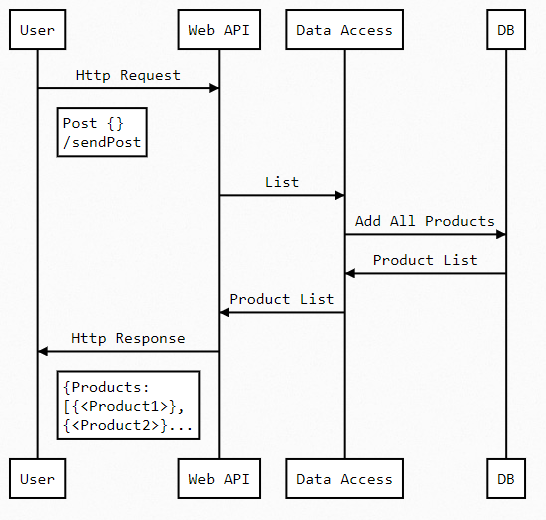 User
Web API
Data Access
DB
Http Request
Post {}
/sendPost
List
Add All Products
Product List
Product List
Http Response
{Products:
[{<Product1>},
{<Product2>}...
User
Web API
Data Access
DB